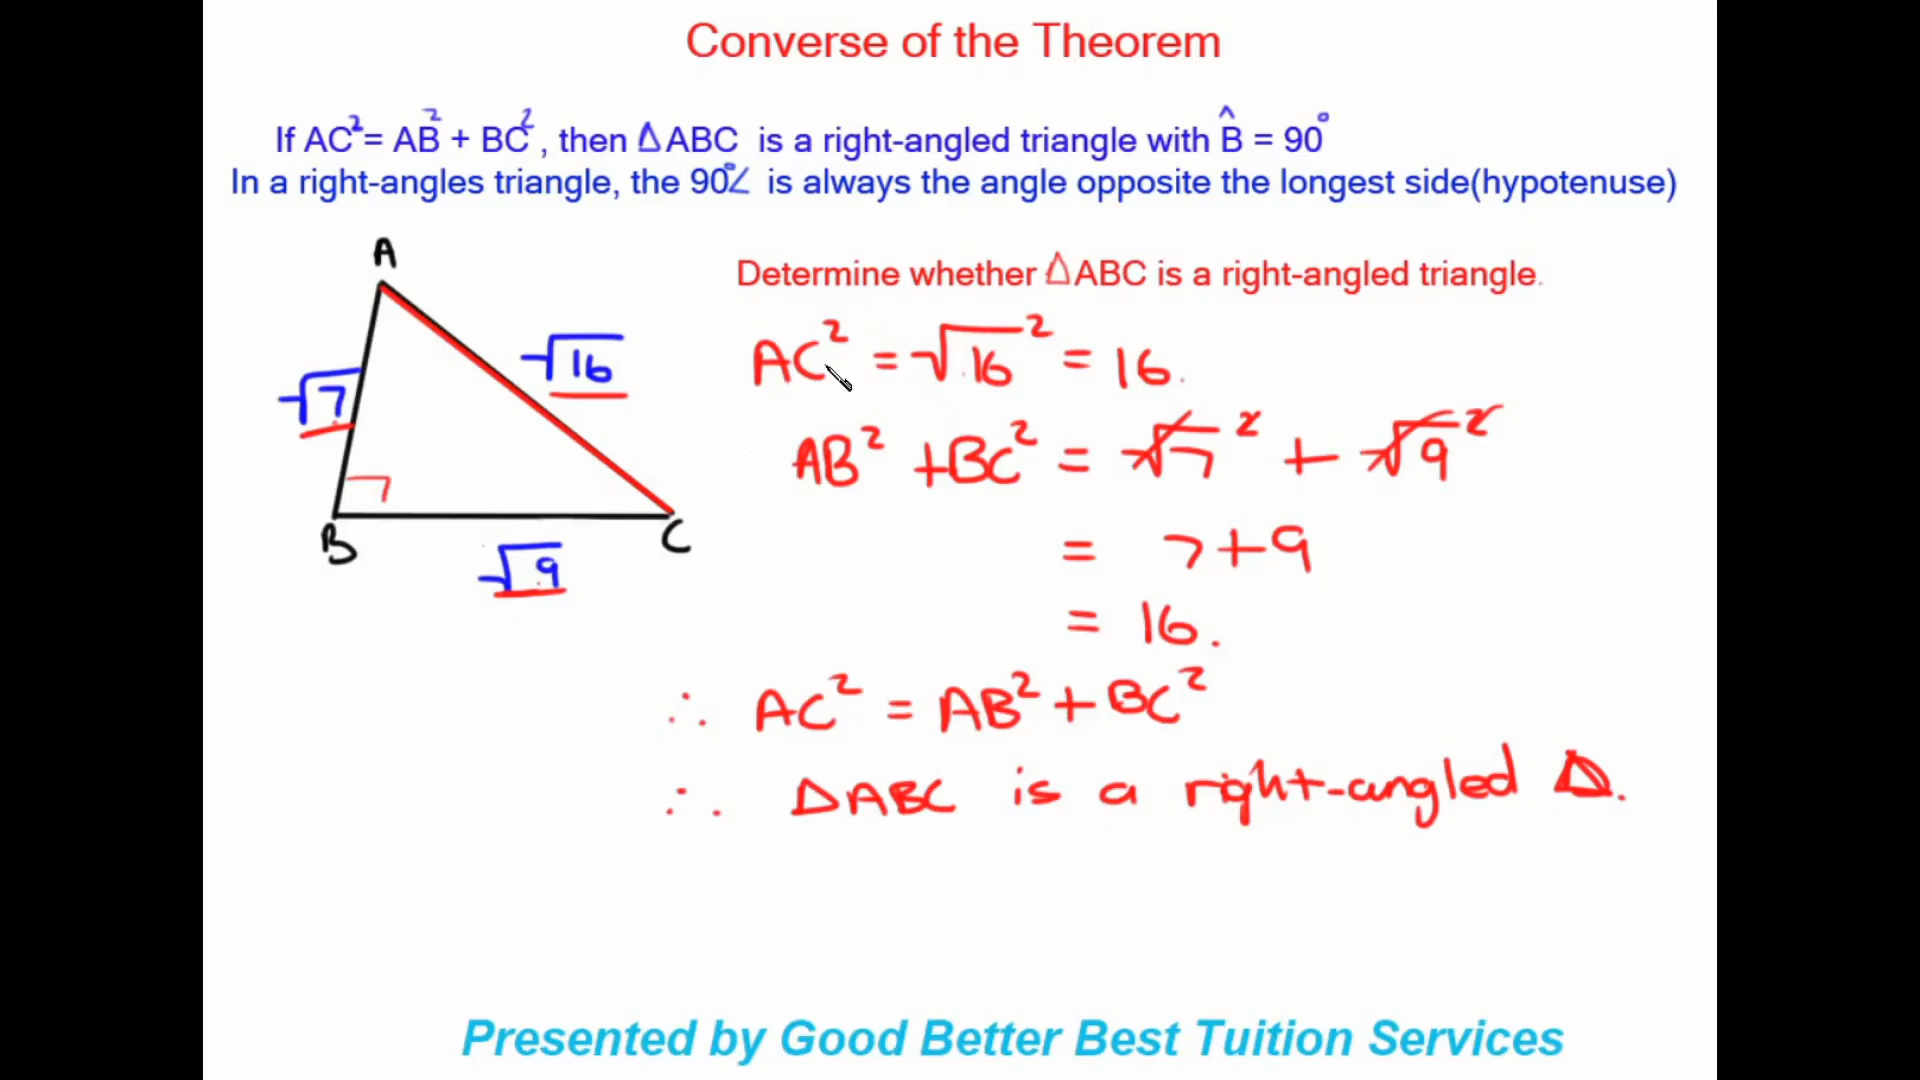 Converse of the Theorem
If AC² = AB² + BC², then △ABC is a right-angled triangle with B̂ = 90°
In a right-angles triangle, the 90°∠ is always the angle opposite the longest side(hypotenuse)
A
Determine whether △ABC is a right-angled triangle.
√16
√7
AC² = √16² = 16.
AB² + BC² = √7² + √9²
B
C
√9
= 7+9
= 16.
∴ AC² = AB² + BC²
∴ △ABC is a right-angled △.
Presented by Good Better Best Tuition Services